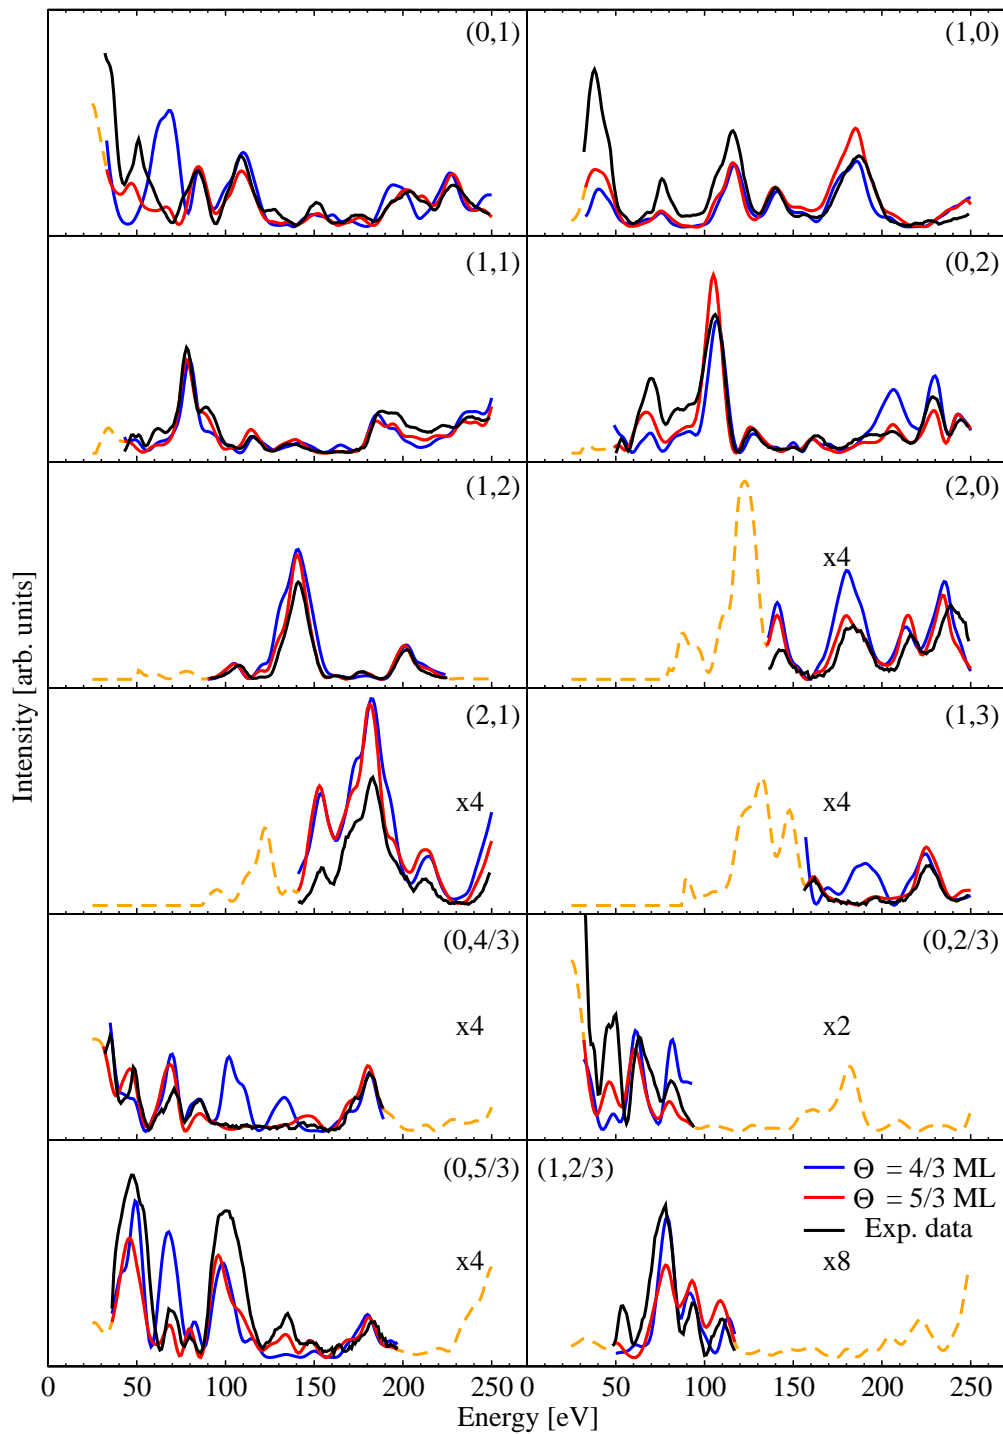 (0,1)
(1,0)
(1,1)
(0,2)
(1,2)
(2,0)
x4
(2,1)
x4
(1,3)
x4
(0,4/3)
x4
(0,2/3)
x2
(0,5/3)
x4
(1,2/3)
Θ = 4/3 ML
Θ = 5/3 ML
Exp. data
x8
0 50 100 150 200 250
0 50 100 150 200 250
Energy [eV]
Intensity [arb. units]